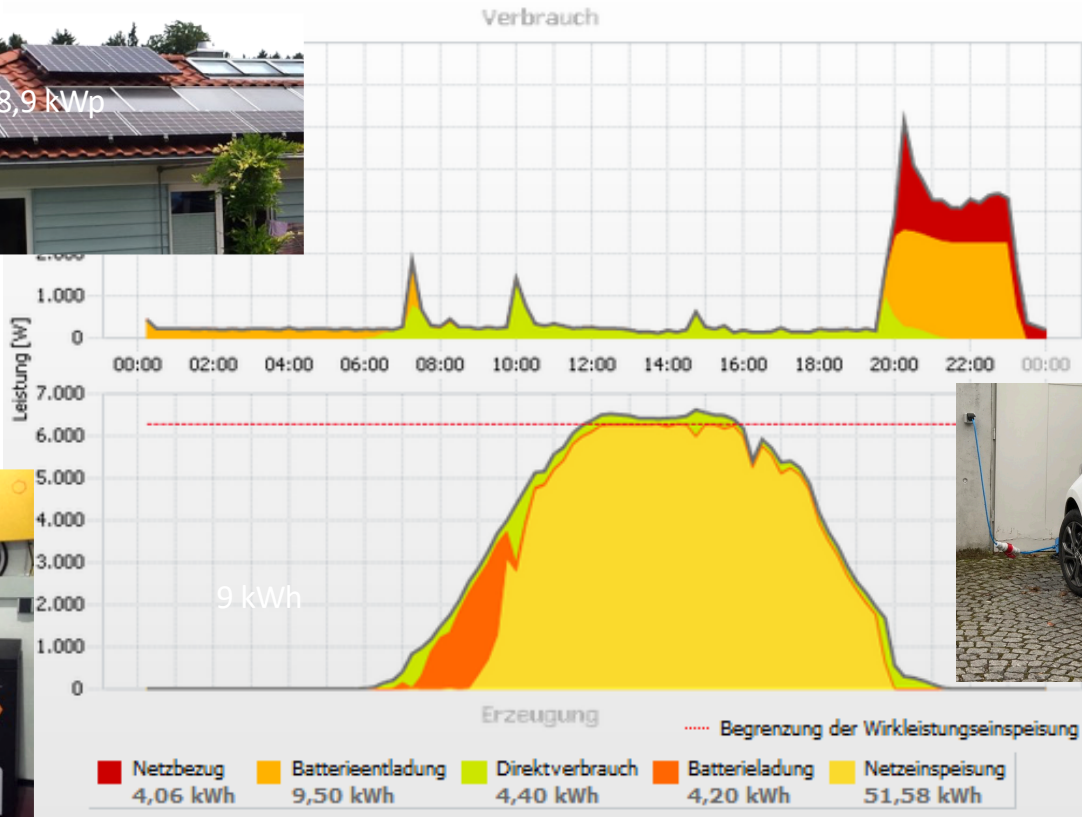 Verbrauch
8,9 kWp
2.000
1.000
0
Leistung [W]
00:00 02:00 04:00 06:00 08:00 10:00 12:00 14:00 16:00 18:00 20:00 22:00 00:00
7.000
6.000
5.000
4.000
3.000
2.000
1.000
0
9 kWh
Erzeugung
Begrenzung der Wirkleistungseinspeisung
Netzbezug Batterieentladung Direktverbrauch Batterieladung Netzeinspeisung
4,06 kWh 9,50 kWh 4,40 kWh 4,20 kWh 51,58 kWh